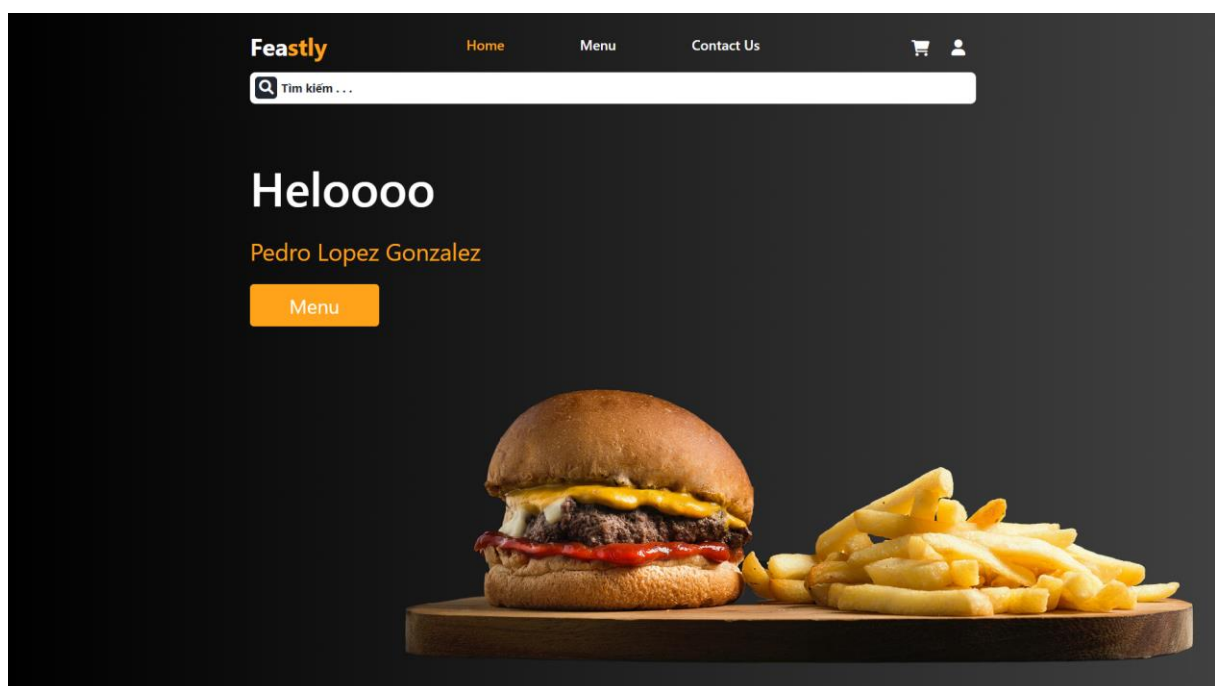 Feastly Home Menu Contact Us
Tìm kiếm . . .
Heloooo
Pedro Lopez Gonzalez
Menu